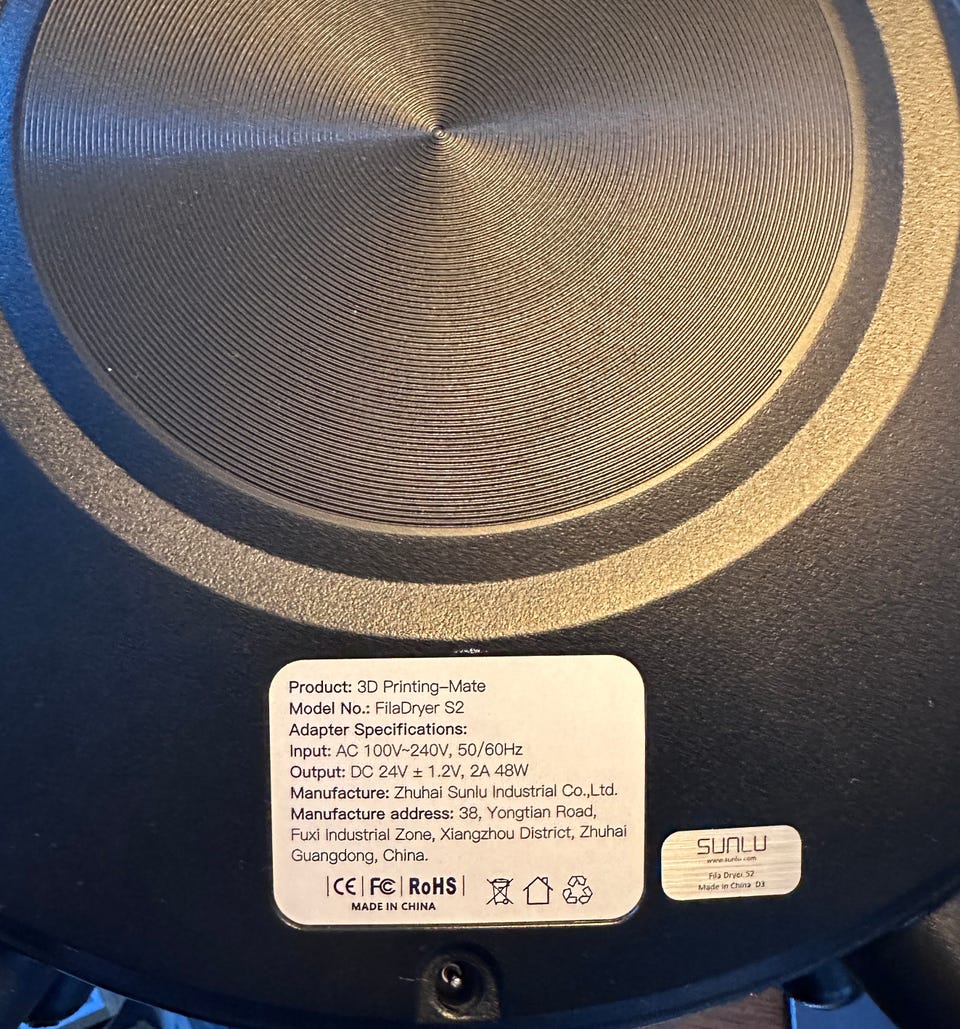 Product: 3D Printing-Mate
Model No.: FilaDryer S2
Adapter Specifications:
Input: AC 100V~240V, 50/60Hz
Output: DC 24V ± 1.2V, 2A 48W
Manufacture: Zhuhai Sunlu Industrial Co.,Ltd.
Manufacture address: 38, Yongtian Road,
Fuxi Industrial Zone, Xiangzhou District, Zhuhai
Guangdong, China.
CE FC RoHS
MADE IN CHINA
SUNLU
www.sunlu.com
Fila Dryer S2
Made in China D3